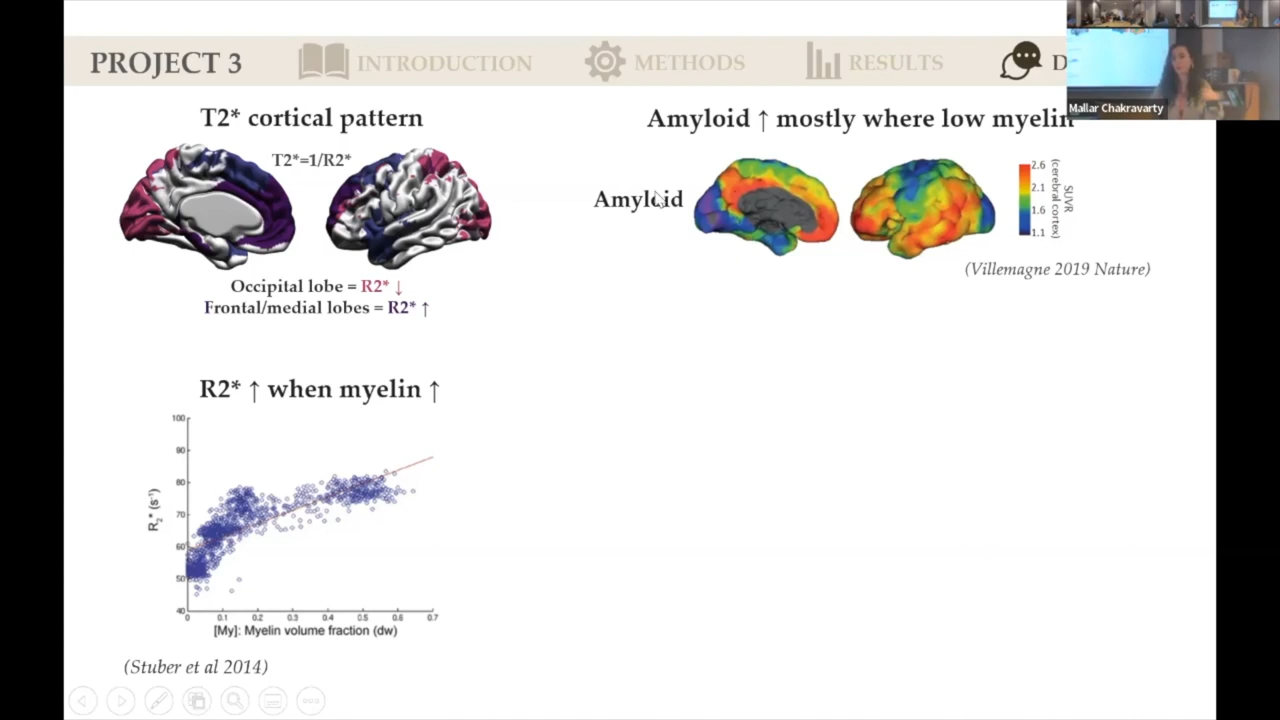 PROJECT 3
INTRODUCTION
METHODS
RESULTS
D
Mallar Chakravarty
T2* cortical pattern
T2*=1/R2*
Occipital lobe = R2* ↓
Frontal/medial lobes = R2* ↑
Amyloid ↑ mostly where low myelin
Amyloid
2.6
2.1
1.6
1.1
SUVR
(cerebral cortex)
(Villemagne 2019 Nature)
R2* ↑ when myelin ↑
100
90
80
70
60
50
40
R2* (s-1)
0 0.1 0.2 0.3 0.4 0.5 0.6 0.7
[My]: Myelin volume fraction (dw)
(Stuber et al 2014)